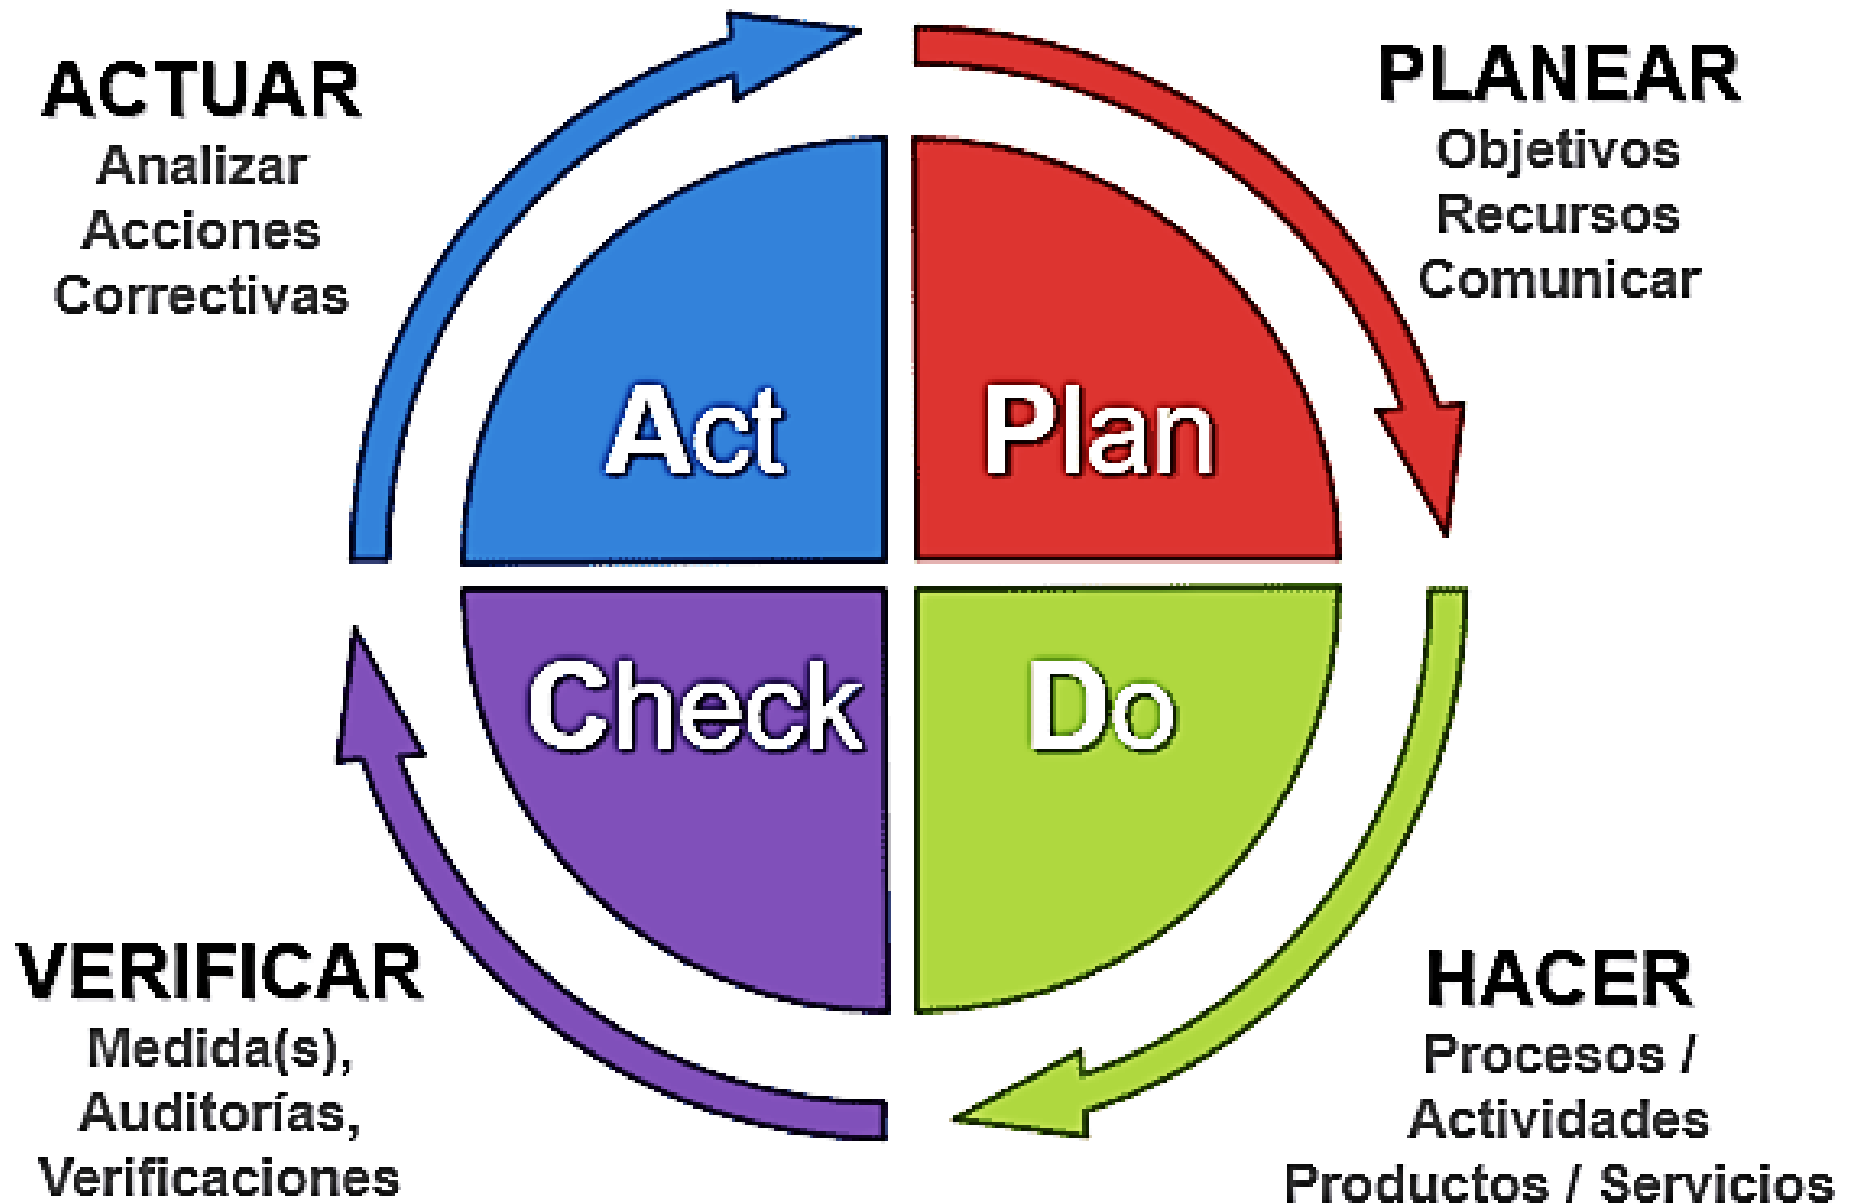 ACTUAR
Analizar
Acciones
Correctivas
PLANEAR
Objetivos
Recursos
Comunicar
Act
Plan
Check
Do
VERIFICAR
Medida(s),
Auditorías,
Verificaciones
HACER
Procesos /
Actividades
Productos / Servicios